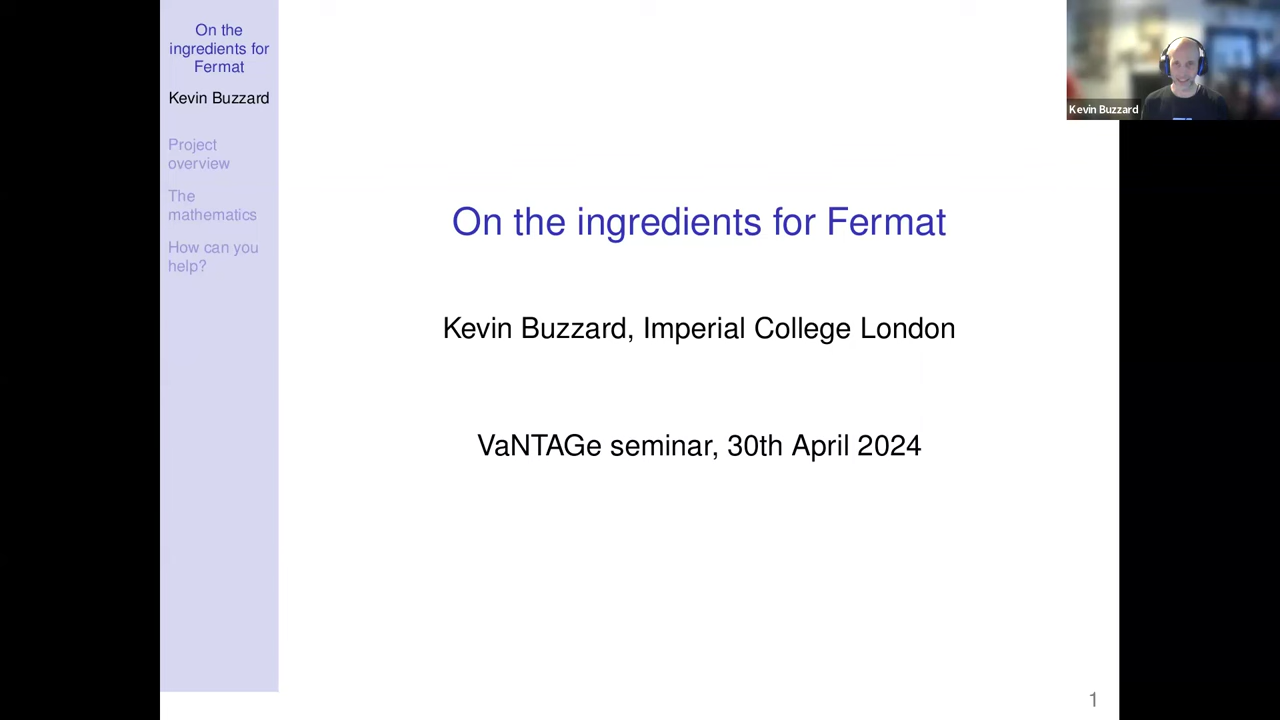 On the
ingredients for
Fermat
Kevin Buzzard
Project
overview
The
mathematics
How can you
help?
On the ingredients for Fermat
Kevin Buzzard, Imperial College London
VaNTAGe seminar, 30th April 2024
Kevin Buzzard
1